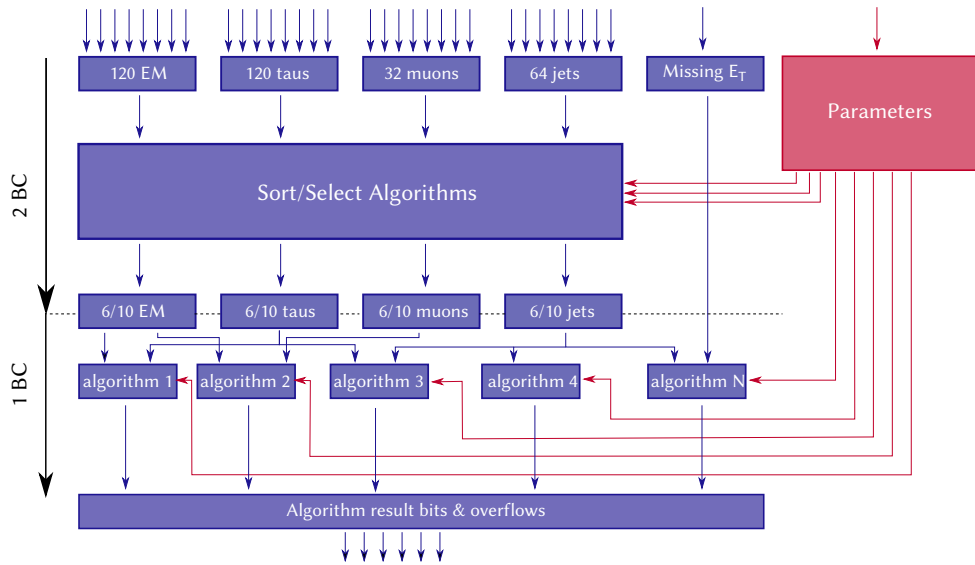 120 EM
120 taus
32 muons
64 jets
Missing E_T
Parameters
Sort/Select Algorithms
2 BC
6/10 EM
6/10 taus
6/10 muons
6/10 jets
1 BC
algorithm 1
algorithm 2
algorithm 3
algorithm 4
algorithm N
Algorithm result bits & overflows